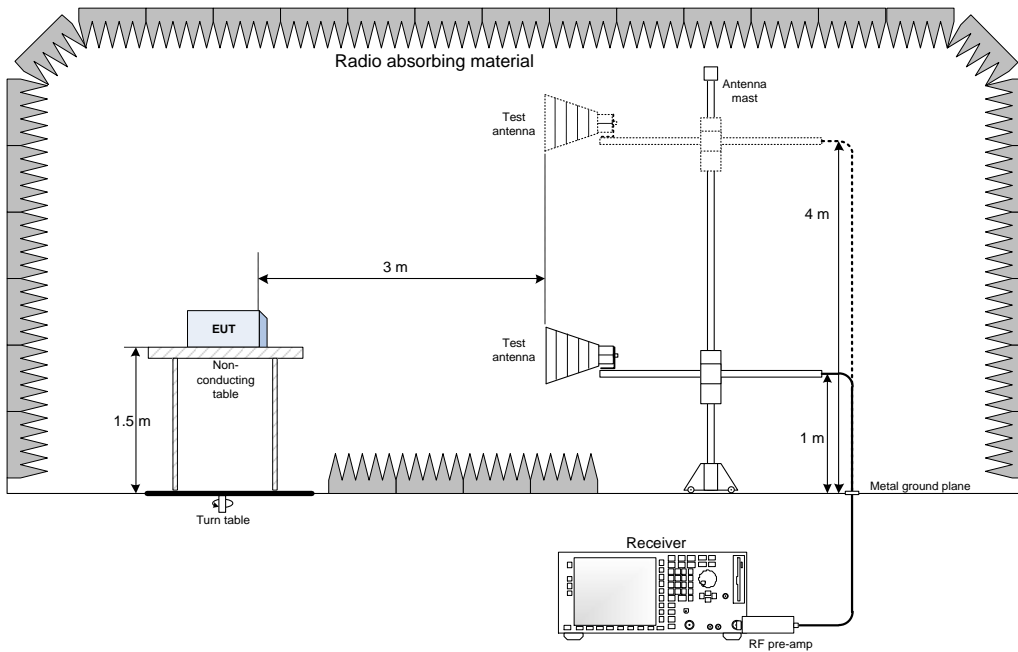 Radio absorbing material
Antenna
mast
Test
antenna
4 m
3 m
EUT
Test
antenna
Non-
conducting
table
1.5 m
1 m
Metal ground plane
Turn table
Receiver
RF pre-amp